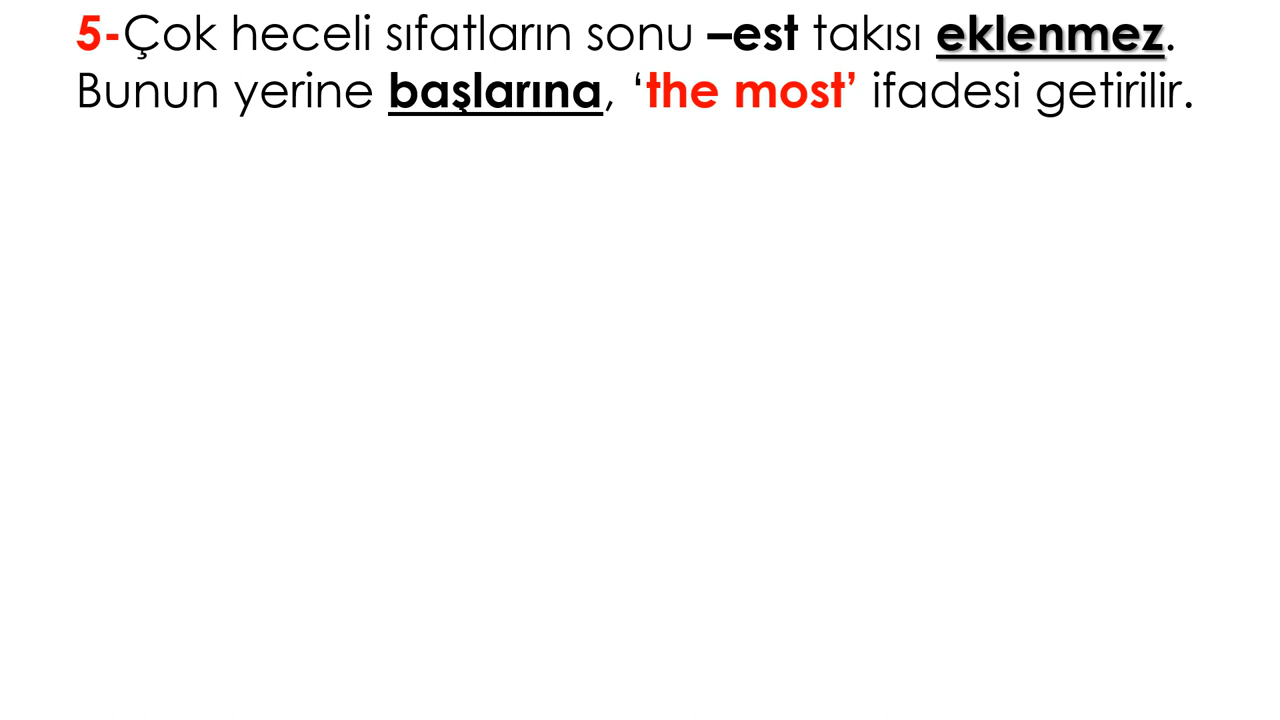 5-Çok heceli sıfatların sonu –est takısı eklenmez.
Bunun yerine başlarına, ‘the most’ ifadesi getirilir.